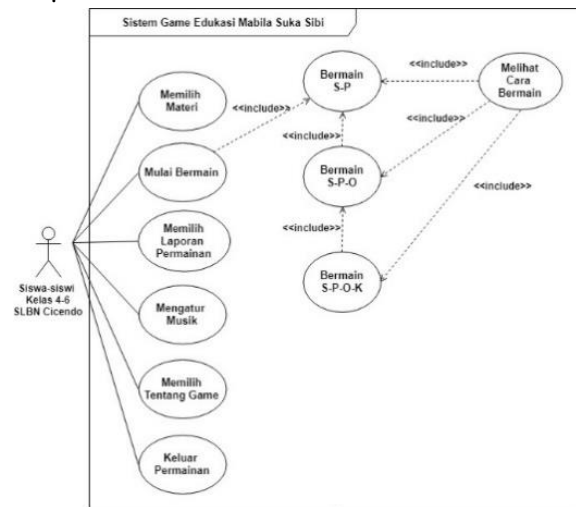 Sistem Game Edukasi Mabila Suka Sibi
Memilih
Materi
<<include>>
Bermain
S-P
<<include>>
Melihat
Cara
Bermain
Mulai Bermain
<<include>>
<<include>>
Bermain
S-P-O
<<include>>
Memilih
Laporan
Permainan
<<include>>
Siswa-siswi
Kelas 4-6
SLBN Cicendo
Mengatur
Musik
Bermain
S-P-O-K
Memilih
Tentang Game
Keluar
Permainan